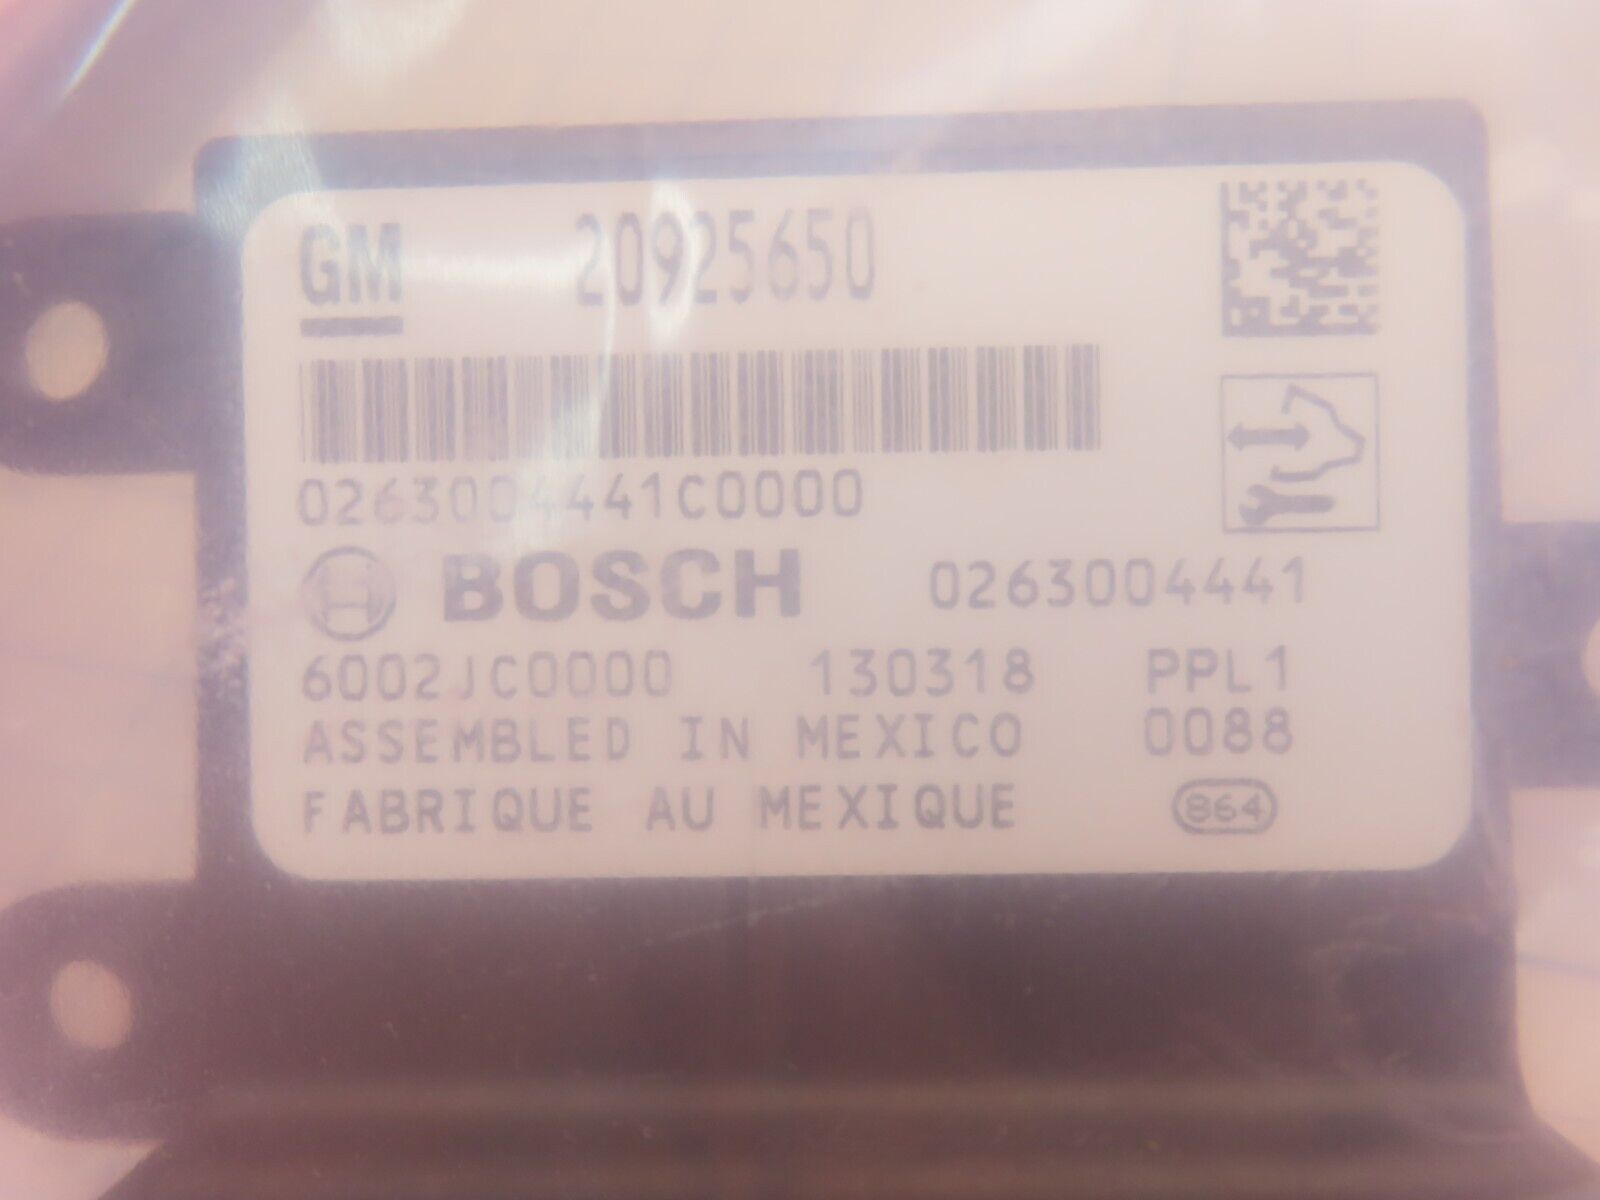 GM 20925650
0263004441C0000
BOSCH 0263004441
6002JC0000 130318 PPL1
ASSEMBLED IN MEXICO 0088
FABRIQUE AU MEXIQUE 864